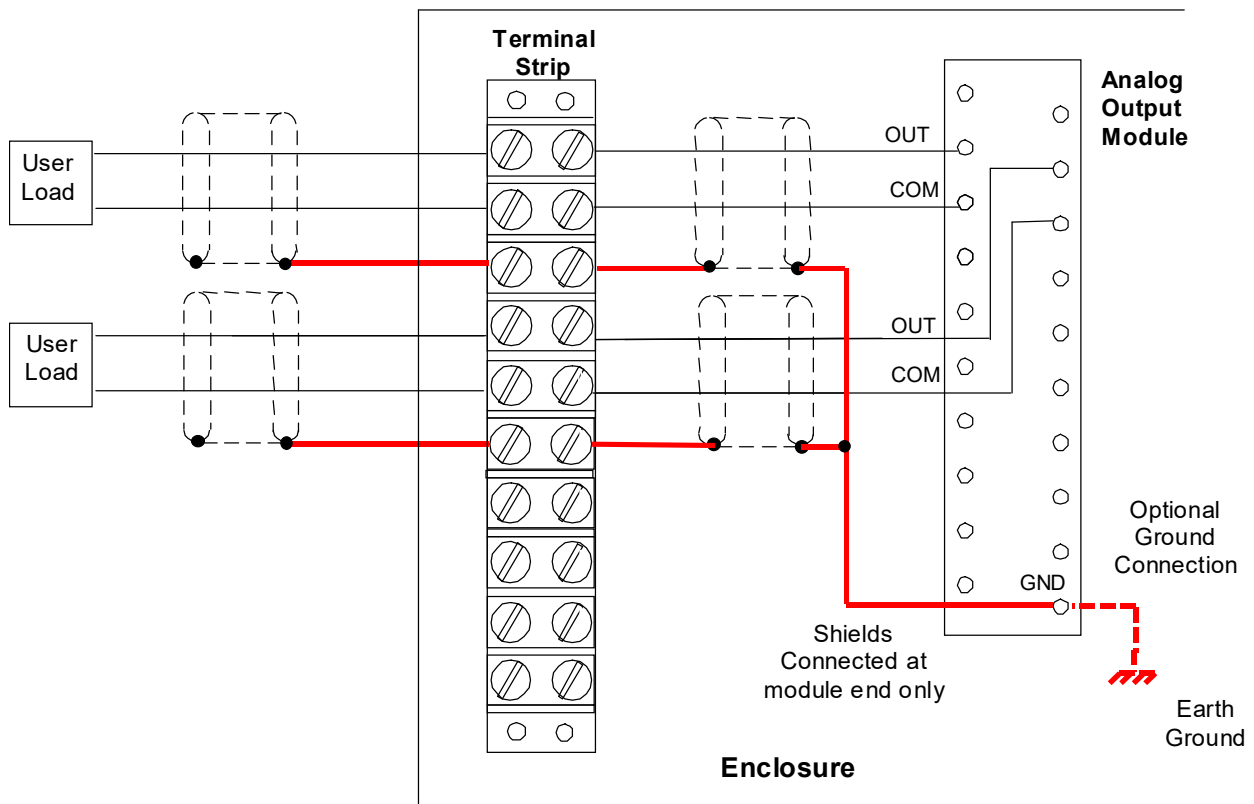 Terminal
Strip
Analog
Output
Module
User
Load
OUT
COM
User
Load
OUT
COM
Optional
Ground
Connection
GND
Shields
Connected at
module end only
Earth
Ground
Enclosure